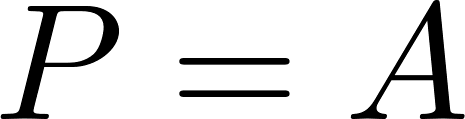 P = A